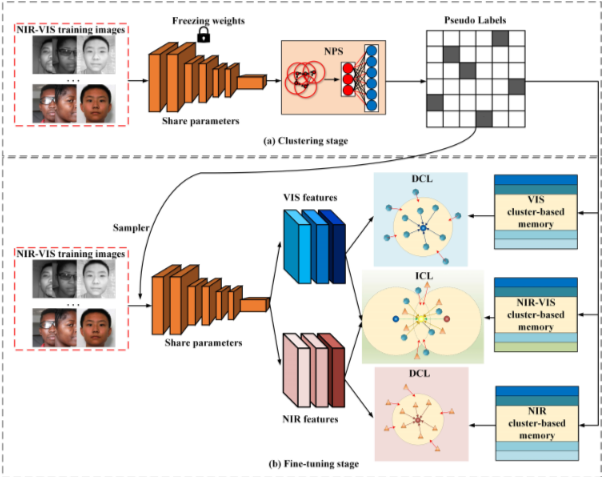 NIR-VIS training images
...
Freezing weights
Share parameters
NPS
Pseudo Labels
(a) Clustering stage
Sampler
NIR-VIS training images
...
Share parameters
VIS features
NIR features
DCL
ICL
DCL
VIS
cluster-based
memory
NIR-VIS
cluster-based
memory
NIR
cluster-based
memory
(b) Fine-tuning stage